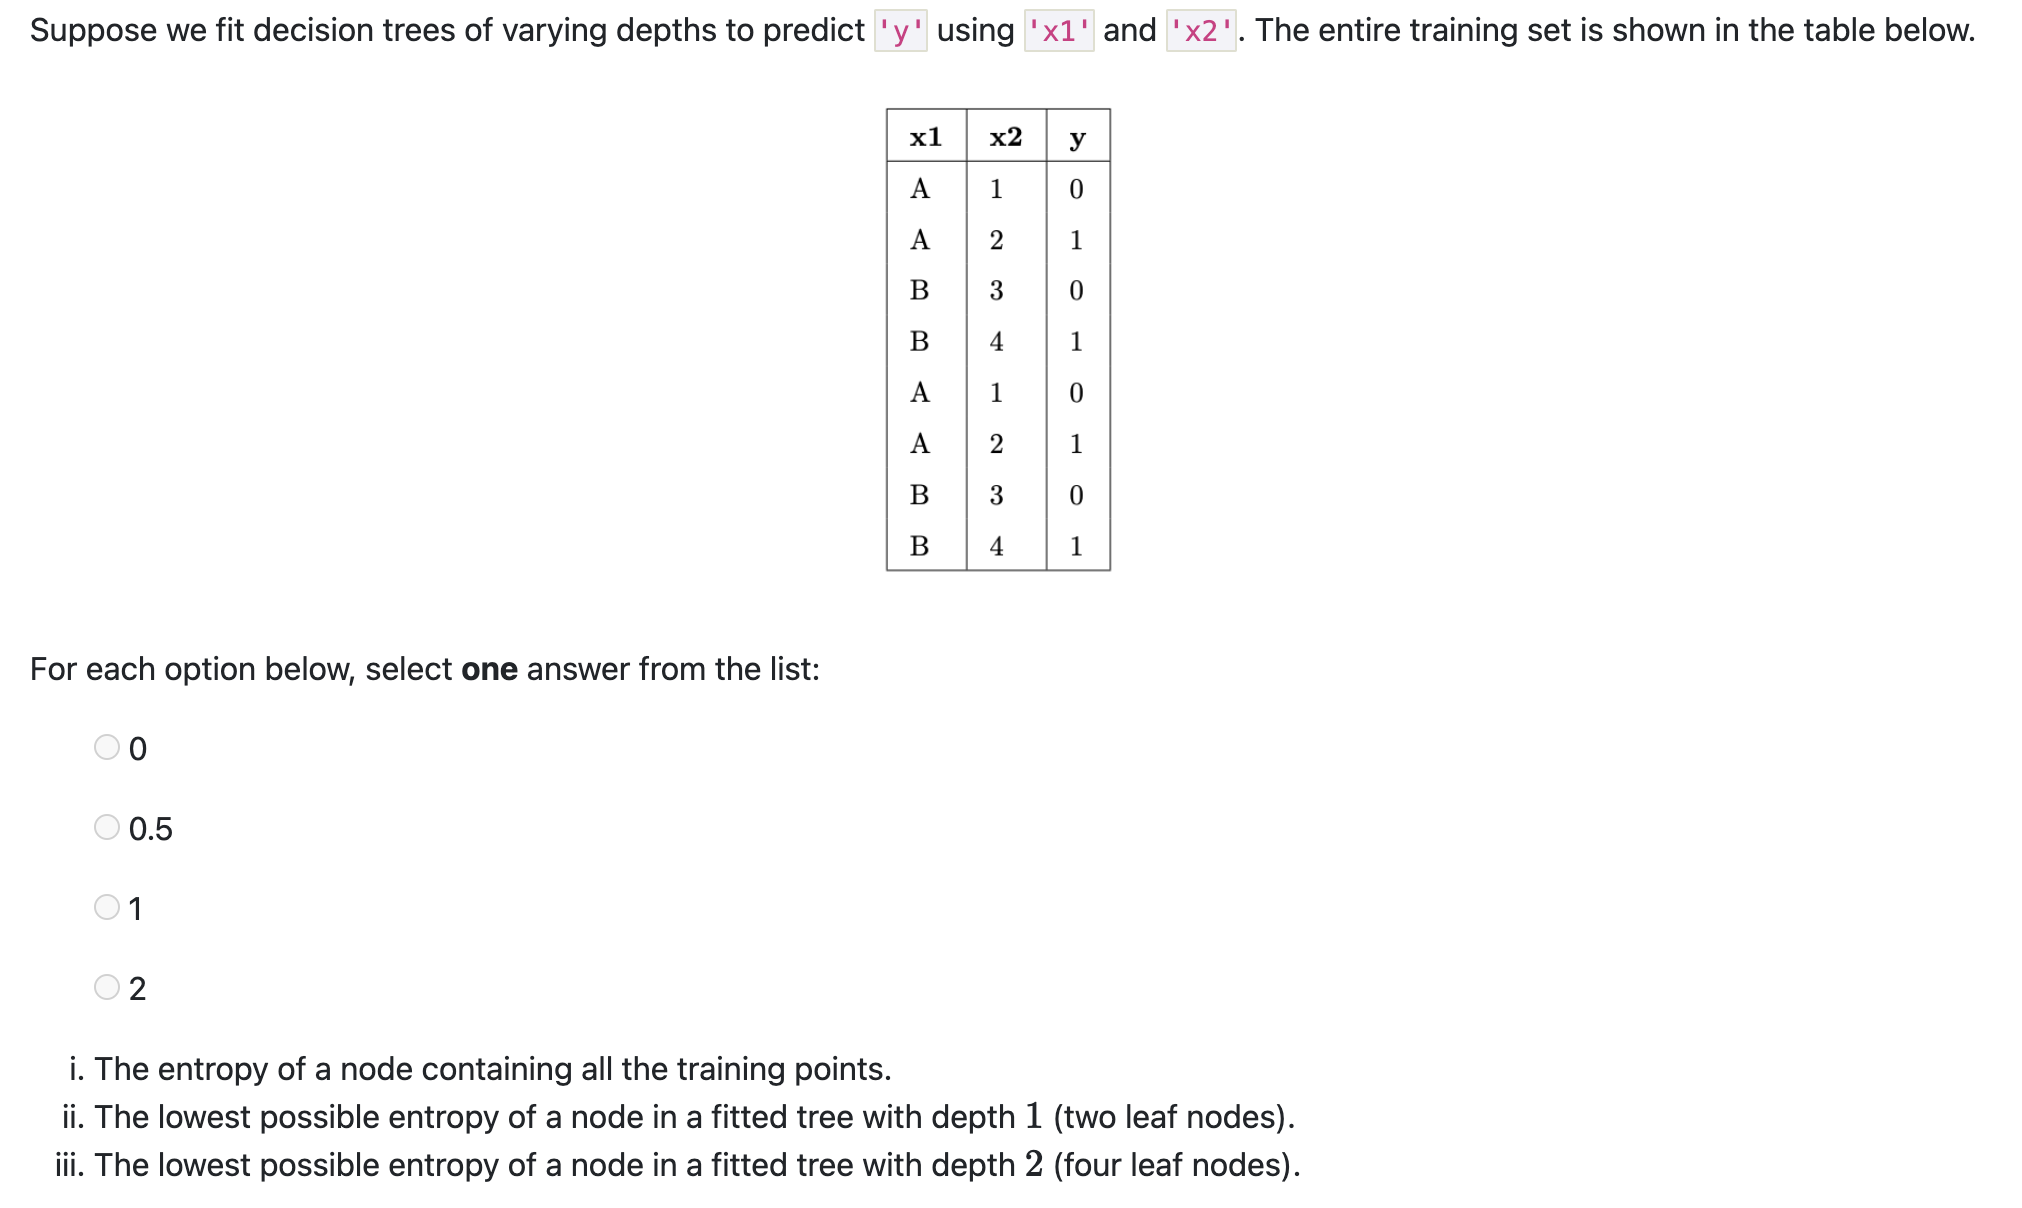 Suppose we fit decision trees of varying depths to predict 'y' using 'x1' and 'x2'. The entire training set is shown in the table below.
x1 x2 y
A 1 0
A 2 1
B 3 0
B 4 1
A 1 0
A 2 1
B 3 0
B 4 1
For each option below, select one answer from the list:
0
0.5
1
2
i. The entropy of a node containing all the training points.
ii. The lowest possible entropy of a node in a fitted tree with depth 1 (two leaf nodes).
iii. The lowest possible entropy of a node in a fitted tree with depth 2 (four leaf nodes).